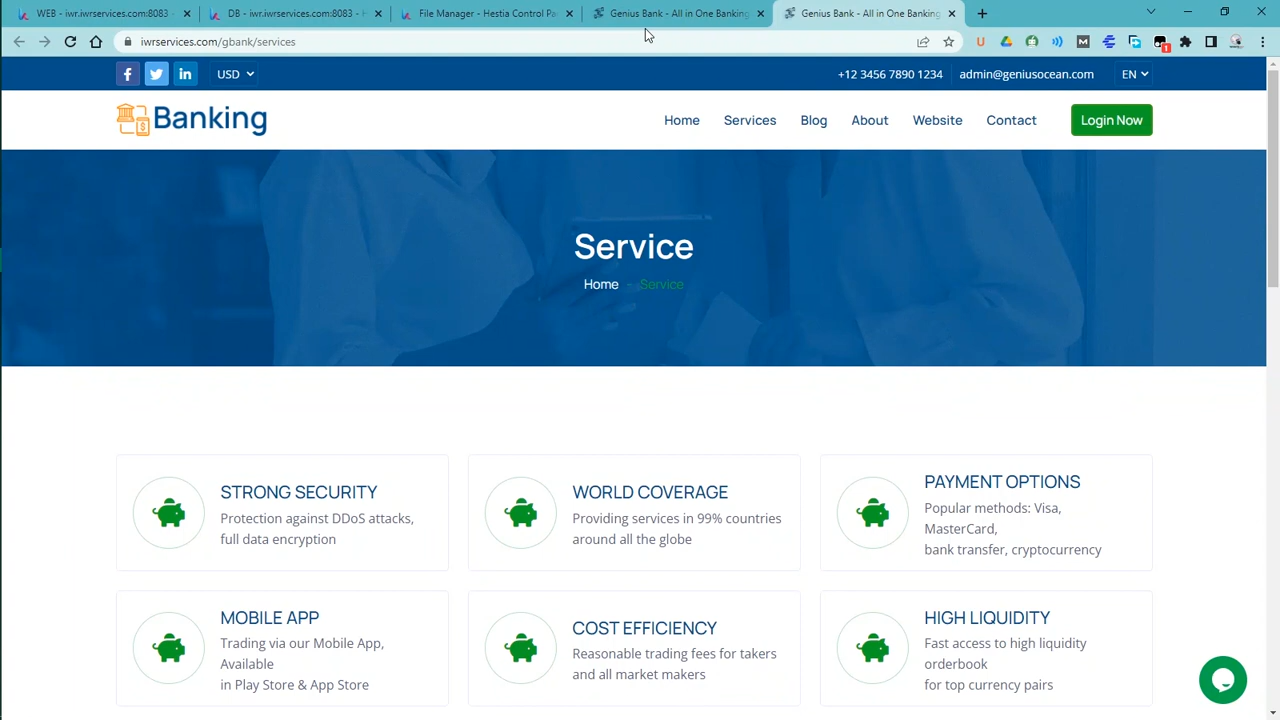 WEB - iwr.iwrservices.com:8083 -
DB - iwr.iwrservices.com:8083 - H
File Manager - Hestia Control Pa
Genius Bank - All in One Banking
Genius Bank - All in One Banking
iwrservices.com/gbank/services
1
USD
+12 3456 7890 1234
admin@geniusocean.com
EN
Banking
Home
Services
Blog
About
Website
Contact
Login Now
Service
Home - Service
STRONG SECURITY
Protection against DDoS attacks,
full data encryption
WORLD COVERAGE
Providing services in 99% countries
around all the globe
PAYMENT OPTIONS
Popular methods: Visa,
MasterCard,
bank transfer, cryptocurrency
MOBILE APP
Trading via our Mobile App,
Available
in Play Store & App Store
COST EFFICIENCY
Reasonable trading fees for takers
and all market makers
HIGH LIQUIDITY
Fast access to high liquidity
orderbook
for top currency pairs